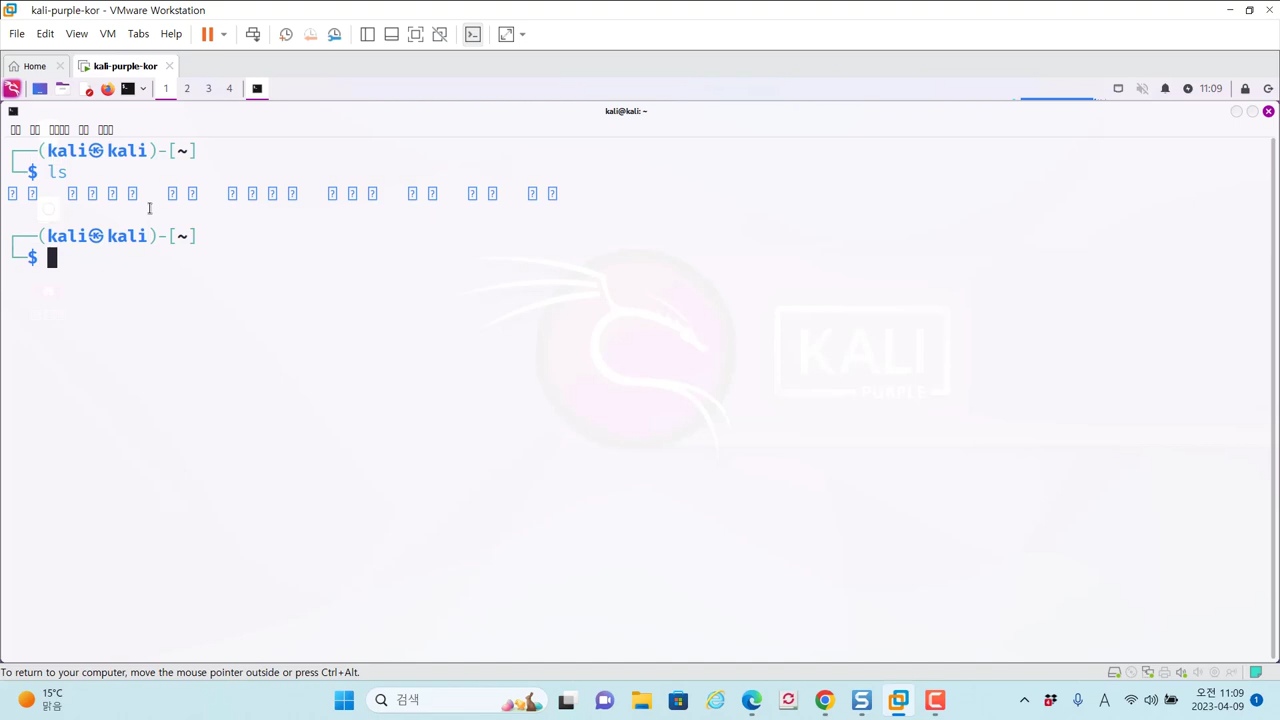 kali-purple-kor - VMware Workstation
File Edit View VM Tabs Help
Home kali-purple-kor
1 2 3 4 11:09
kali@kali: ~
┌──(kali㉿kali)-[~]
└─$ ls
┌──(kali㉿kali)-[~]
└─$
KALI
PURPLE
To return to your computer, move the mouse pointer outside or press Ctrl+Alt.
15°C
맑음
검색
A
오전 11:09
2023-04-09
1